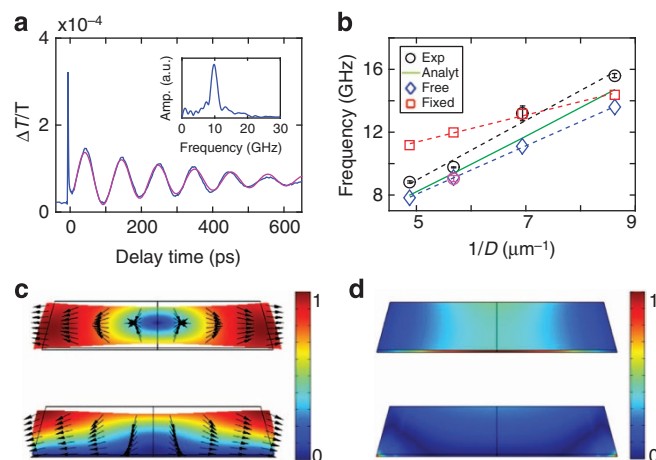 a
×10⁻⁴
4
2
0
ΔT/T
Amp. (a.u.)
0 10 20 30
Frequency (GHz)
0 200 400 600
Delay time (ps)
b
Exp
Analyt
Free
Fixed
16
12
8
Frequency (GHz)
5 7 9
1/D (μm⁻¹)
c
1
0
d
1
0